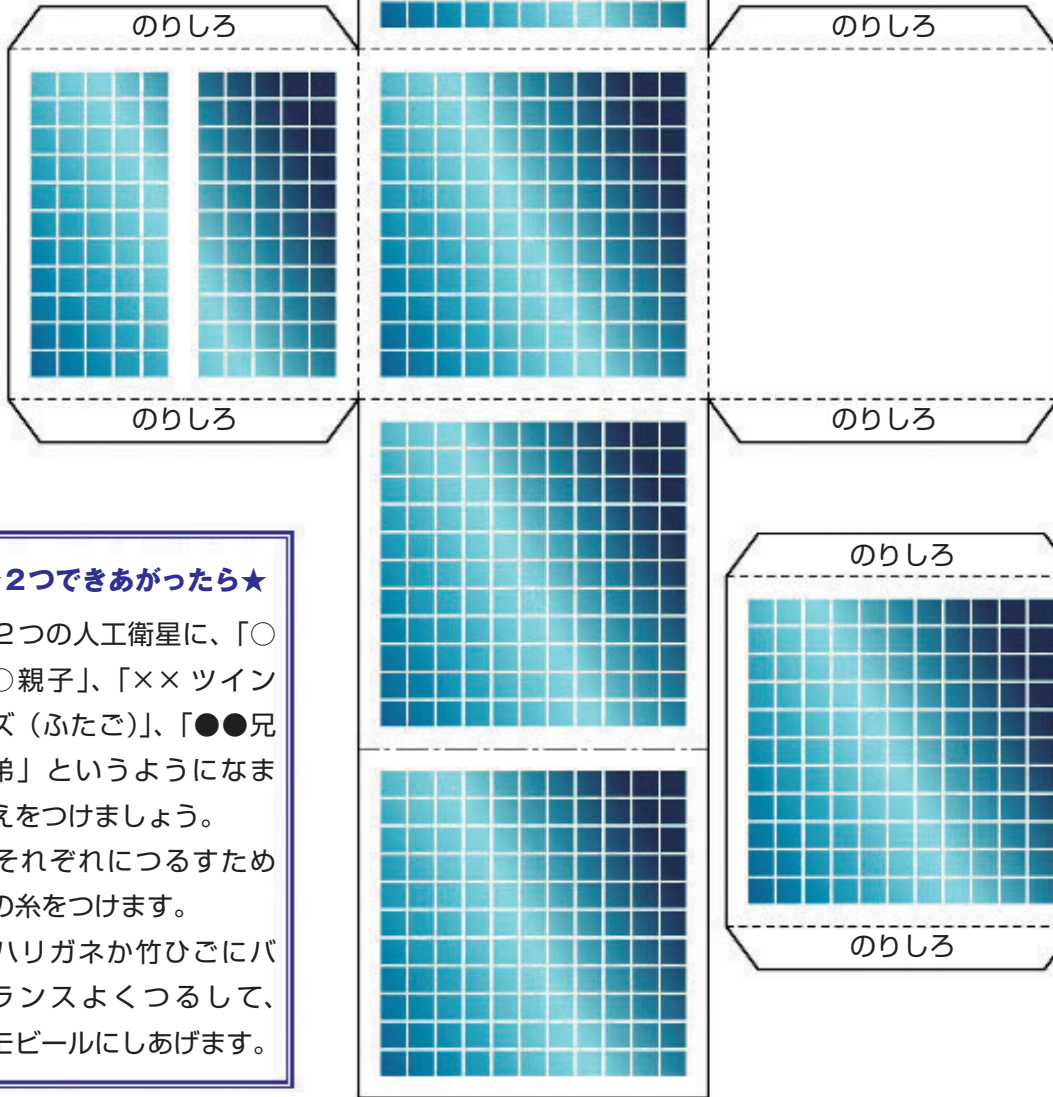 のりしろ
のりしろ
のりしろ
のりしろ
★2つできあがったら★
2つの人工衛星に、「○
○親子」、「×× ツイン
ズ（ふたご）」、「●●兄
弟」というようになま
えをつけましょう。
それぞれにつるすため
の糸をつけます。
ハリガネか竹ひごにバ
ランスよくつるして、
モビールにしあげます。
のりしろ
のりしろ